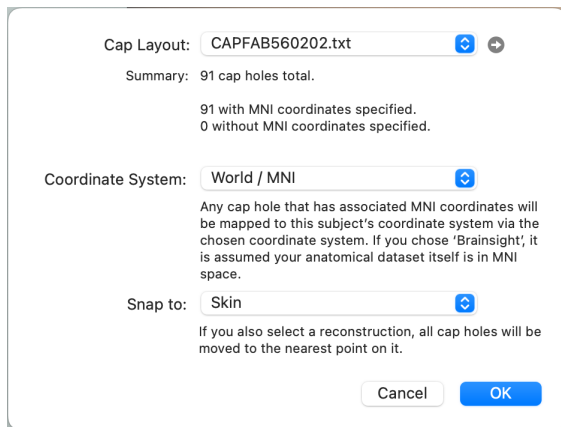 Cap Layout: CAPFAB560202.txt
Summary: 91 cap holes total.
91 with MNI coordinates specified.
0 without MNI coordinates specified.
Coordinate System: World / MNI
Any cap hole that has associated MNI coordinates will
be mapped to this subject's coordinate system via the
chosen coordinate system. If you chose 'Brainsight', it
is assumed your anatomical dataset itself is in MNI
space.
Snap to: Skin
If you also select a reconstruction, all cap holes will be
moved to the nearest point on it.
Cancel OK